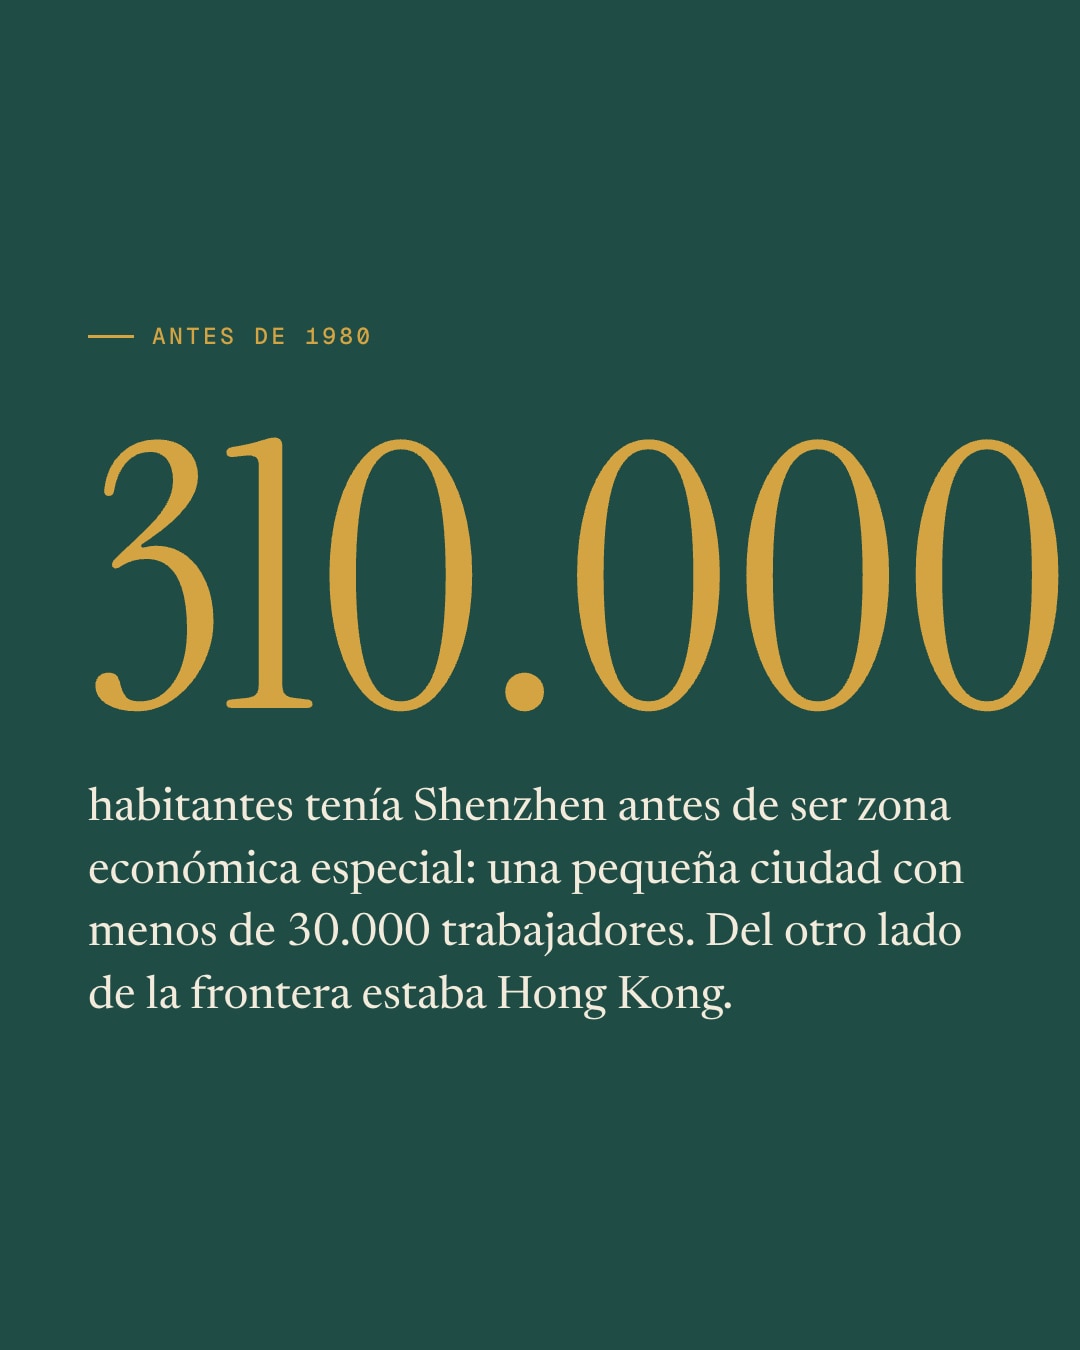 ANTES DE 1980
310.000
habitantes tenía Shenzhen antes de ser zona
económica especial: una pequeña ciudad con
menos de 30.000 trabajadores. Del otro lado
de la frontera estaba Hong Kong.